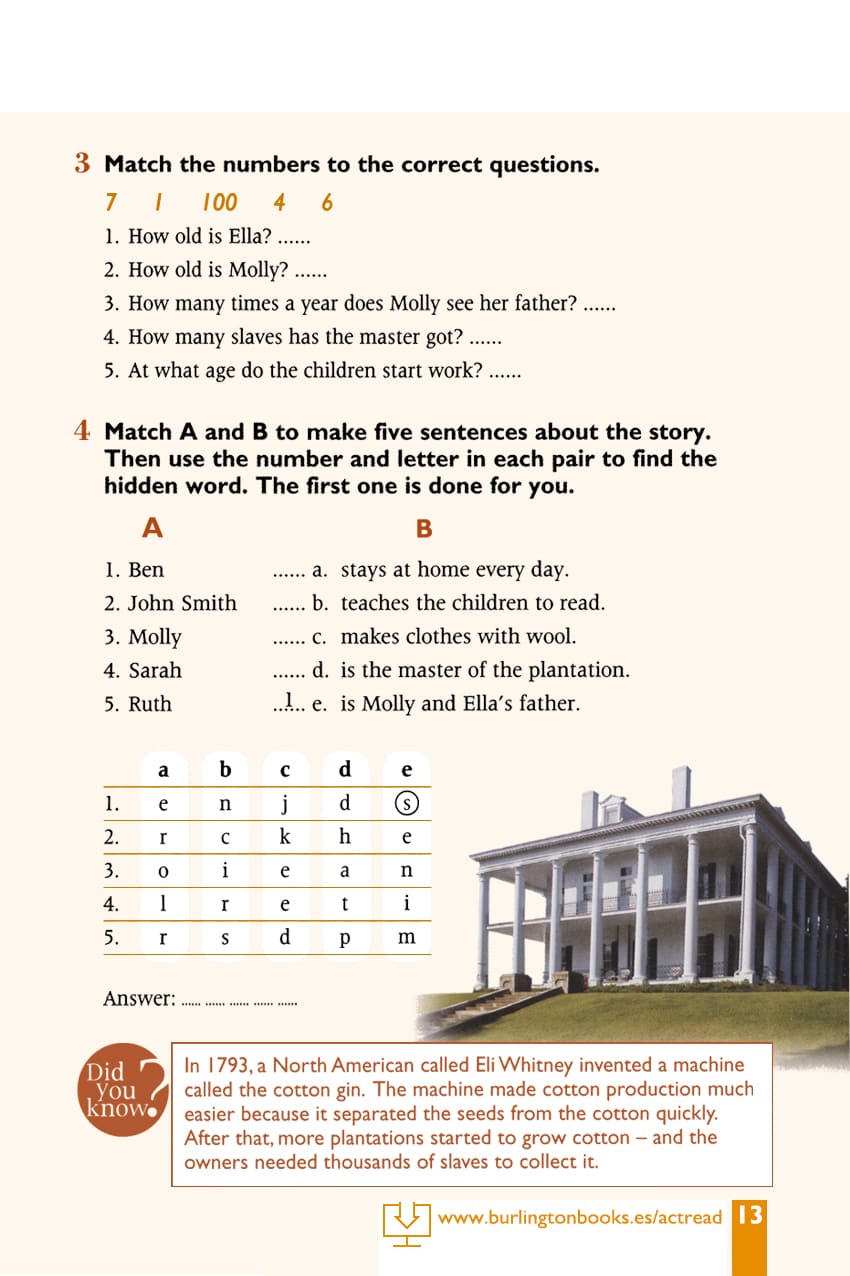 3 Match the numbers to the correct questions.
7 1 100 4 6
1. How old is Ella? ......
2. How old is Molly? ......
3. How many times a year does Molly see her father? ......
4. How many slaves has the master got? ......
5. At what age do the children start work? ......
4 Match A and B to make five sentences about the story.
Then use the number and letter in each pair to find the
hidden word. The first one is done for you.
A B
1. Ben ...... a. stays at home every day.
2. John Smith ...... b. teaches the children to read.
3. Molly ...... c. makes clothes with wool.
4. Sarah ...... d. is the master of the plantation.
5. Ruth ..1... e. is Molly and Ella's father.
a b c d e
1. e n j d s
2. r c k h e
3. o i e a n
4. l r e t i
5. r s d p m
Answer: ...... ...... ...... ...... ......
Did
you
know?
In 1793, a North American called Eli Whitney invented a machine
called the cotton gin. The machine made cotton production much
easier because it separated the seeds from the cotton quickly.
After that, more plantations started to grow cotton – and the
owners needed thousands of slaves to collect it.
www.burlingtonbooks.es/actread 13